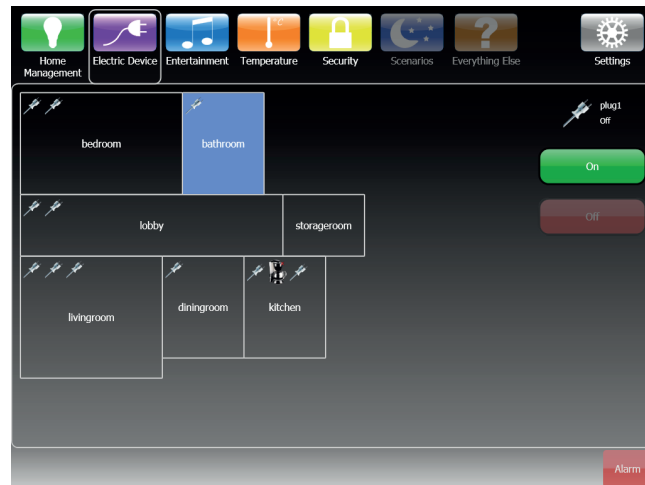 Home
Management
Electric Device
Entertainment
°C
Temperature
Security
Scenarios
?
Everything Else
Settings
bedroom
bathroom
plug1
Off
On
Off
lobby
storageroom
livingroom
diningroom
kitchen
Alarm